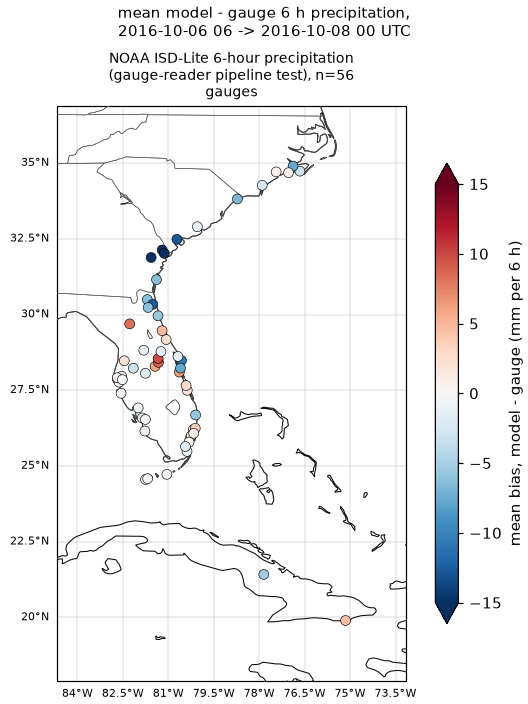 mean model - gauge 6 h precipitation,
2016-10-06 06 -> 2016-10-08 00 UTC
NOAA ISD-Lite 6-hour precipitation
(gauge-reader pipeline test), n=56
gauges
35°N
32.5°N
30°N
27.5°N
25°N
22.5°N
20°N
84°W 82.5°W 81°W 79.5°W 78°W 76.5°W 75°W 73.5°W
15
10
5
0
−5
−10
−15
mean bias, model - gauge (mm per 6 h)